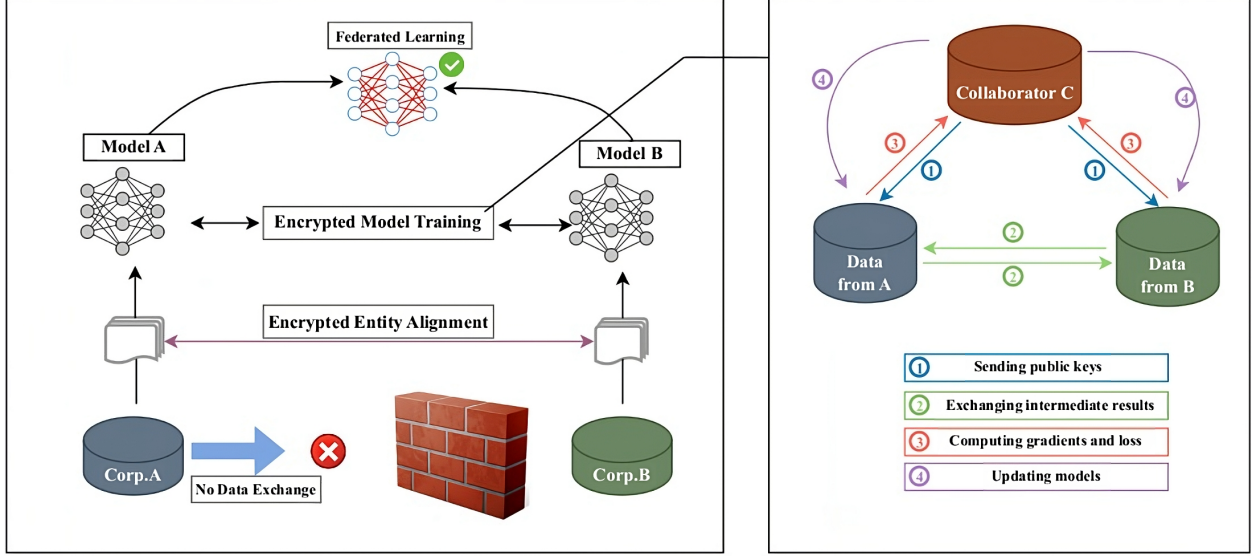 Federated Learning
Model A
Model B
Encrypted Model Training
Encrypted Entity Alignment
Corp.A
No Data Exchange
Corp.B
Collaborator C
4
4
3
1
1
3
2
2
Data
from A
Data
from B
1 Sending public keys
2 Exchanging intermediate results
3 Computing gradients and loss
4 Updating models